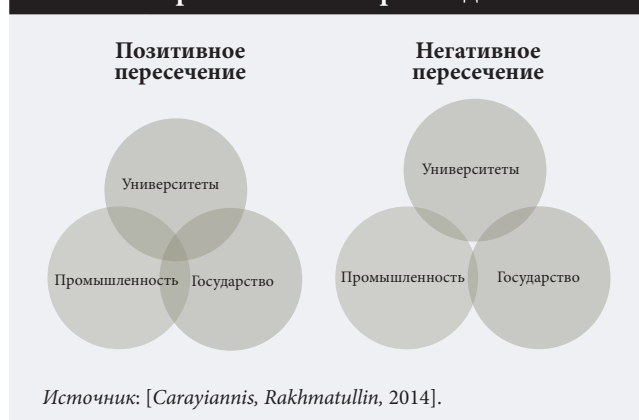 Позитивное
пересечение
Негативное
пересечение
Университеты
Промышленность
Государство
Университеты
Промышленность
Государство
Источник: [Carayiannis, Rakhmatullin, 2014].